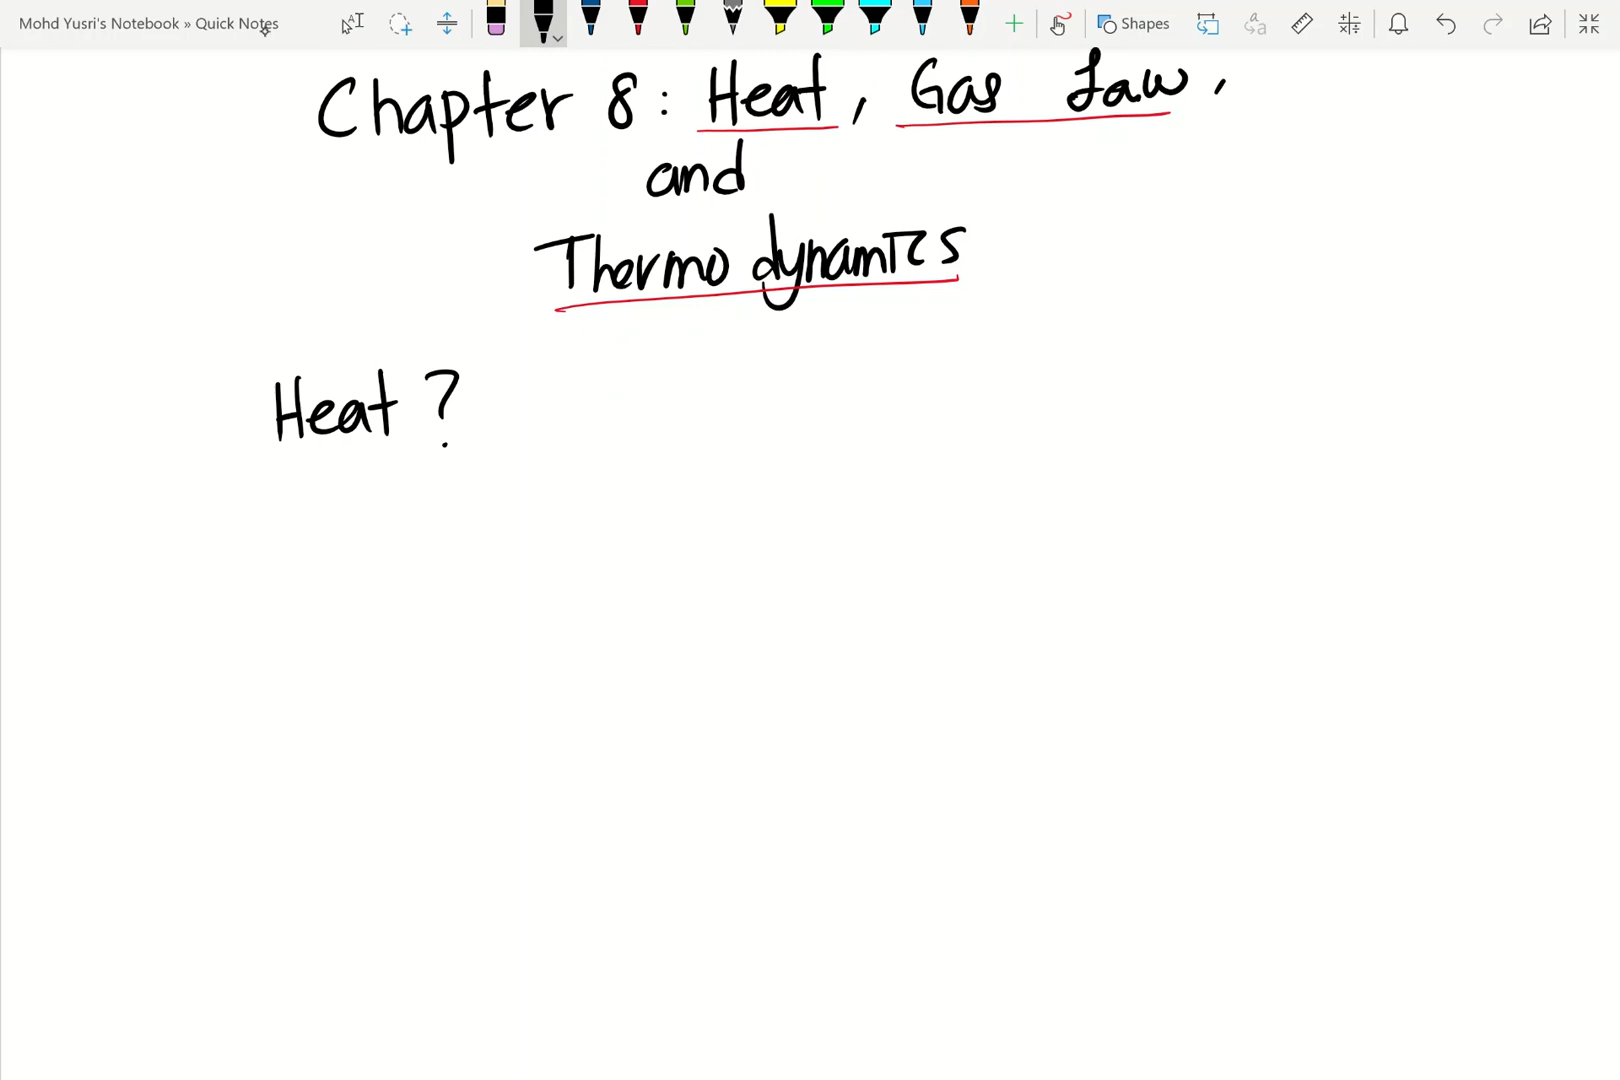 Mohd Yusri's Notebook » Quick Notes
Shapes
Chapter 8 : Heat, Gas Law,
and
Thermodynamics
Heat ?